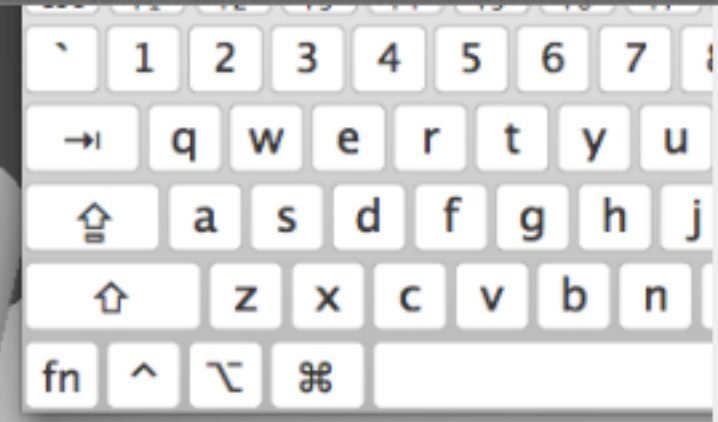 ` 1 2 3 4 5 6 7
⇥ q w e r t y u
⇪ a s d f g h j
⇧ z x c v b n
fn ^ ⌥ ⌘